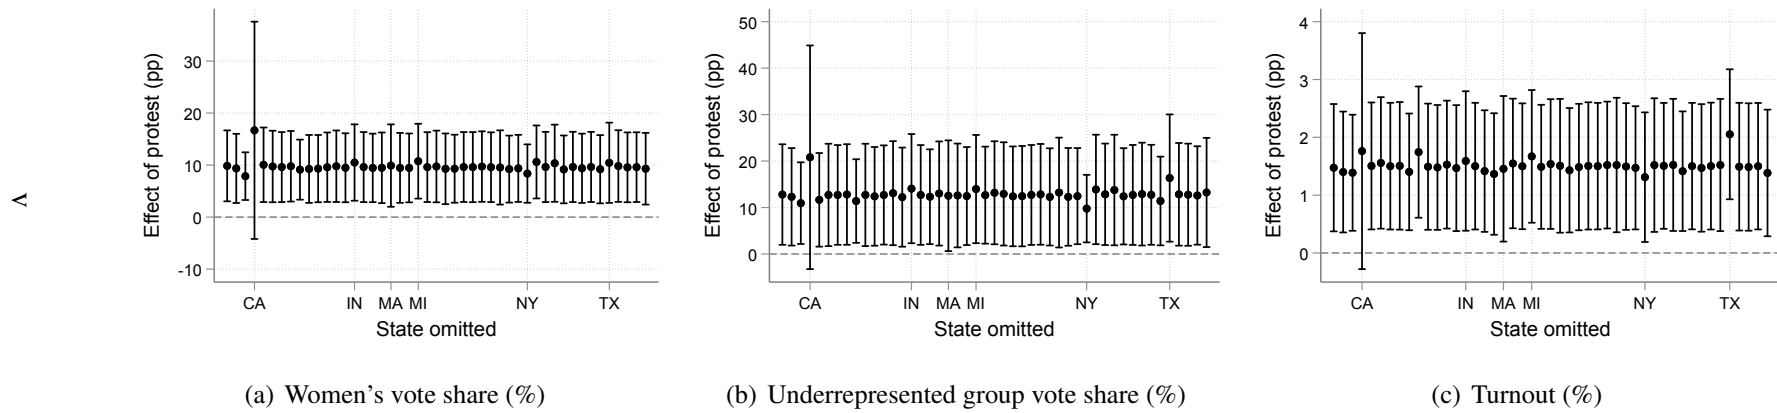 v
Effect of protest (pp)
30
20
10
0
-10
CA IN MA MI NY TX
State omitted
(a) Women's vote share (%)
Effect of protest (pp)
50
40
30
20
10
0
CA IN MA MI NY TX
State omitted
(b) Underrepresented group vote share (%)
Effect of protest (pp)
4
3
2
1
0
CA IN MA MI NY TX
State omitted
(c) Turnout (%)